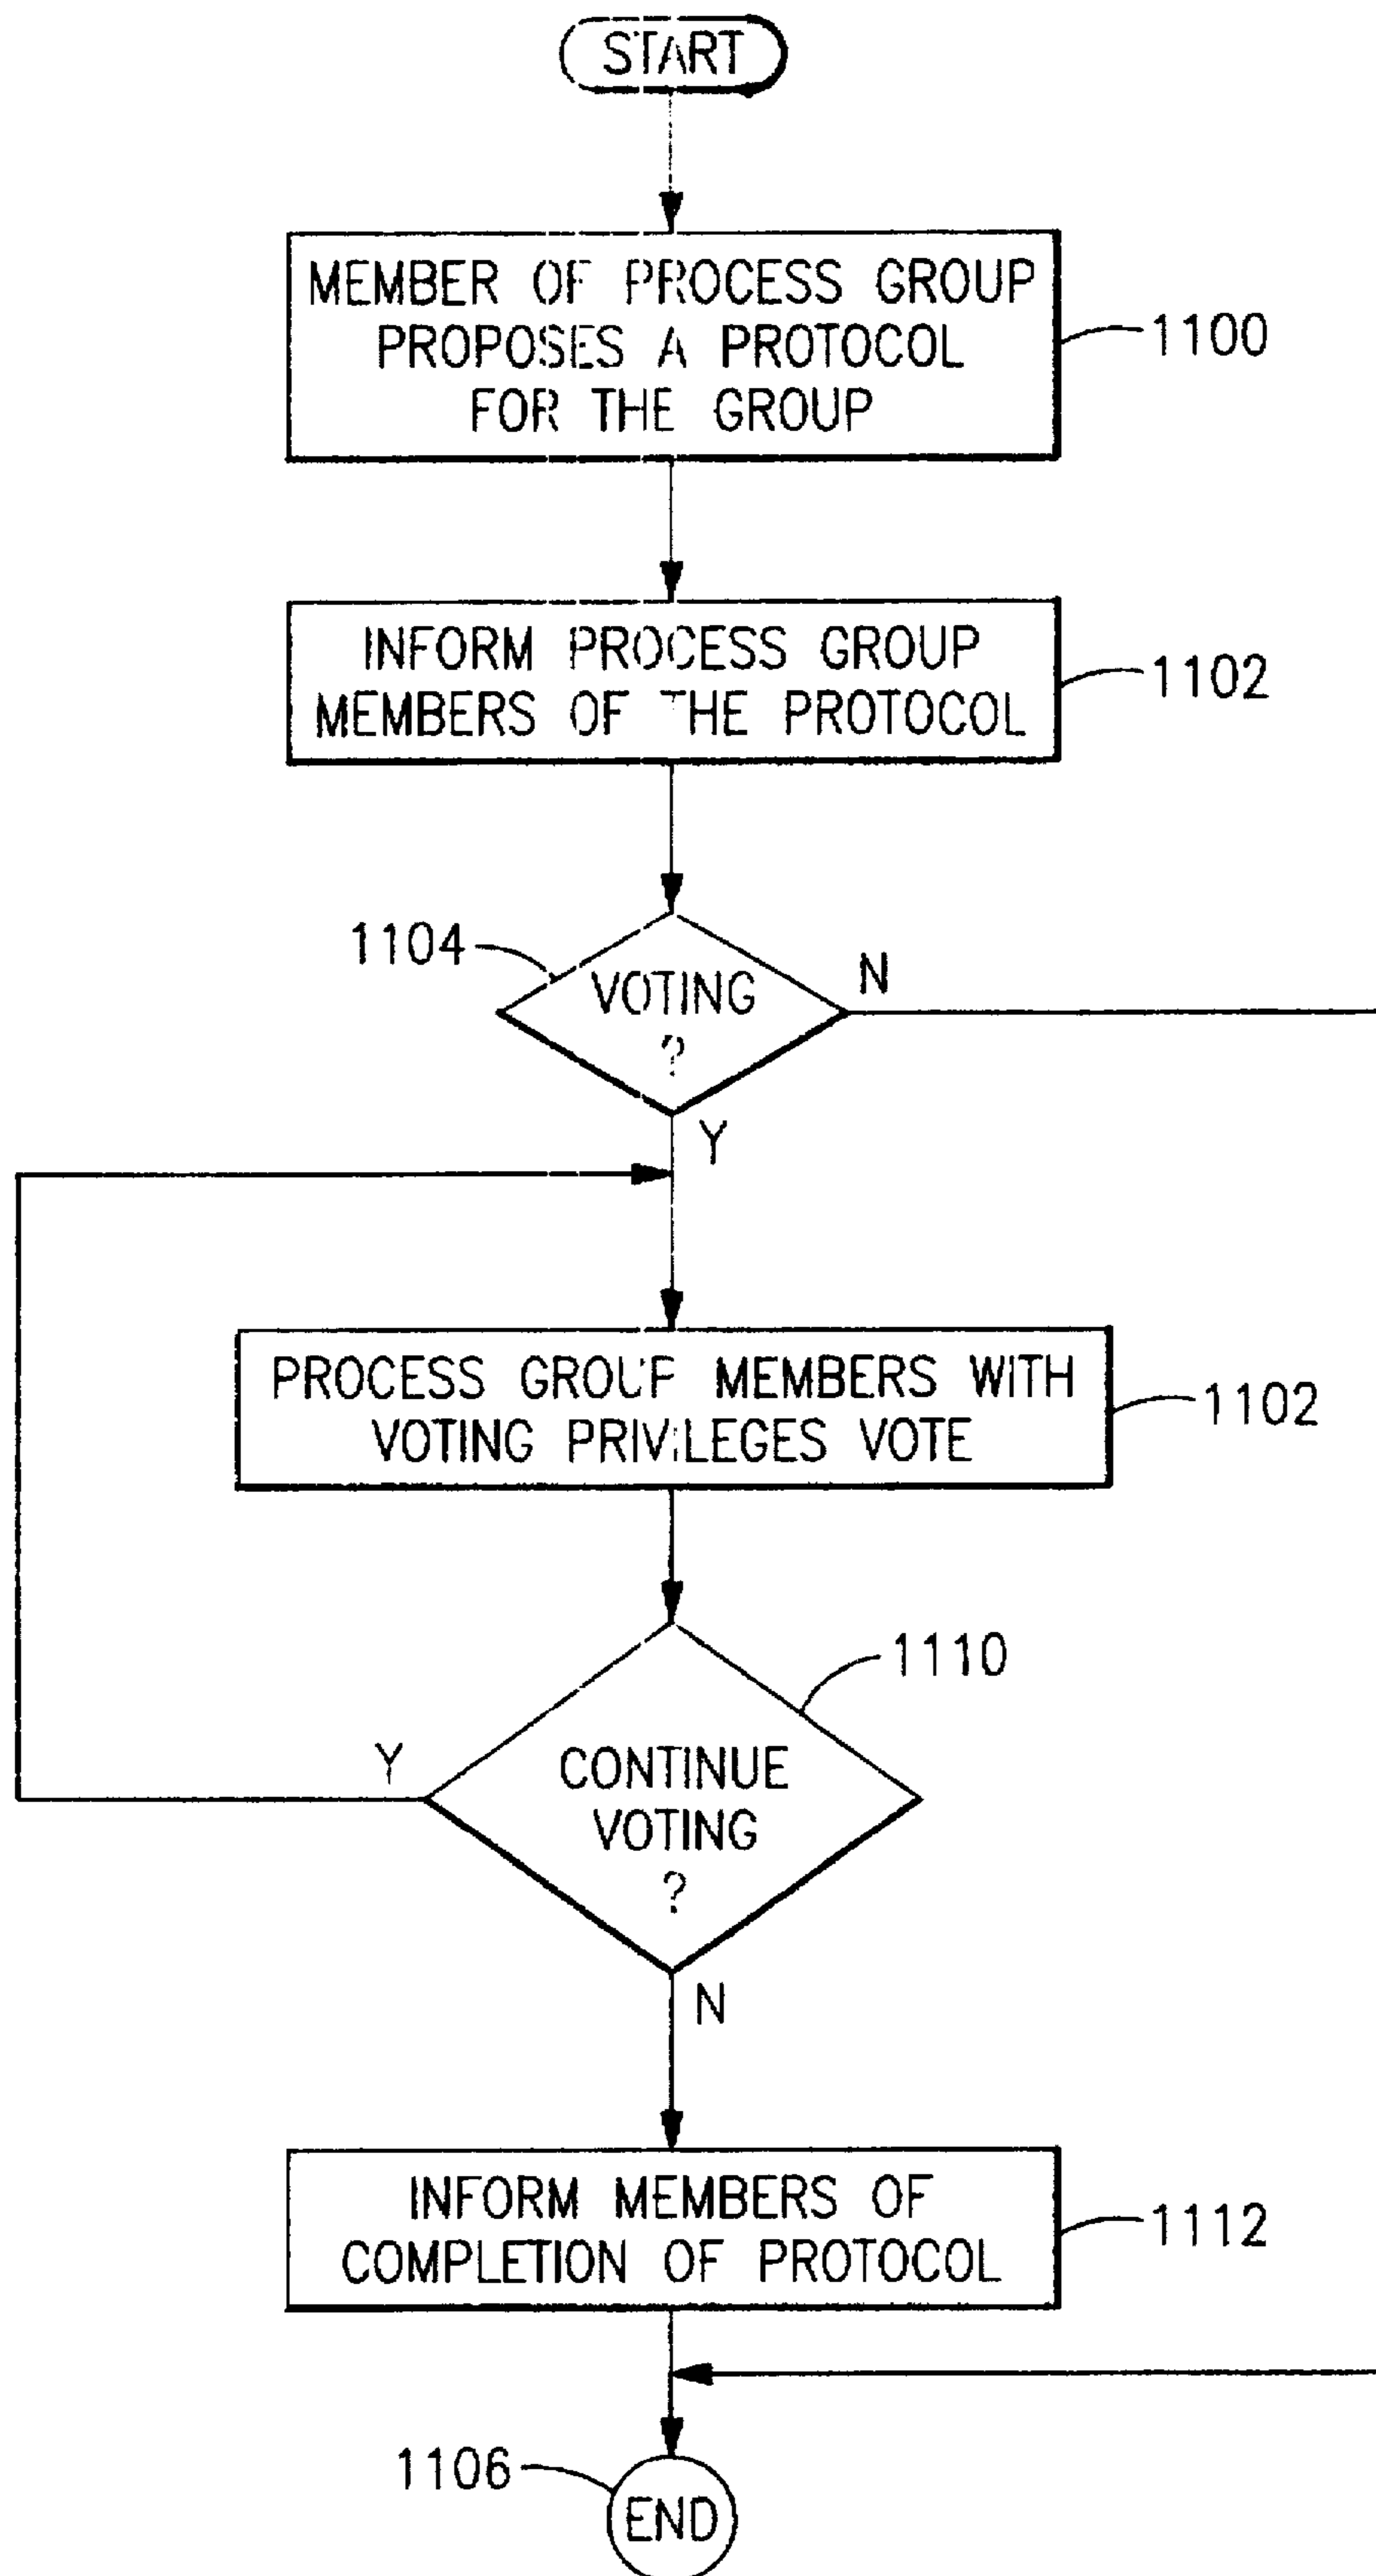 START
MEMBER OF PROCESS GROUP
PROPOSES A PROTOCOL
FOR THE GROUP
1100
INFORM PROCESS GROUP
MEMBERS OF THE PROTOCOL
1102
1104
VOTING
?
N
Y
PROCESS GROUP MEMBERS WITH
VOTING PRIVILEGES VOTE
1102
1110
Y
CONTINUE
VOTING
?
N
INFORM MEMBERS OF
COMPLETION OF PROTOCOL
1112
1106
END